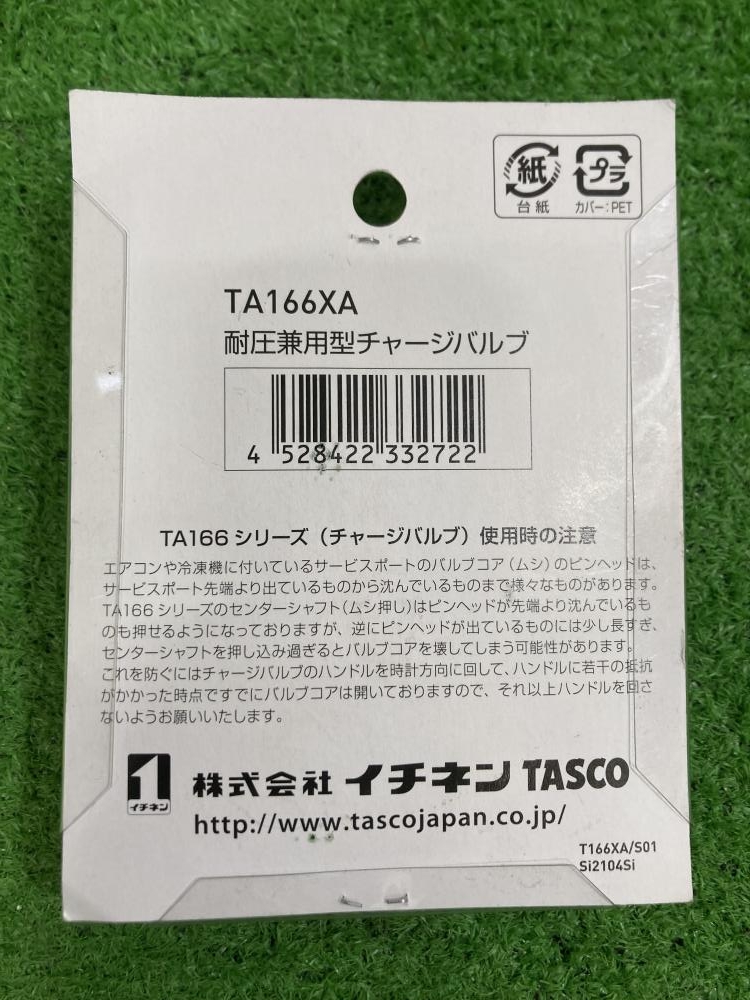 紙
プラ
台紙
カバー:PET
TA166XA
耐圧兼用型チャージバルブ
4 528422 332722
TA166 シリーズ（チャージバルブ）使用時の注意
エアコンや冷凍機に付いているサービスポートのバルブコア（ムシ）のピンヘッドは、
サービスポート先端より出ているものから沈んでいるものまで様々なものがあります。
TA166 シリーズのセンターシャフト（ムシ押し）はピンヘッドが先端より沈んでいるも
のも押せるようになっておりますが、逆にピンヘッドが出ているものには少し長すぎ、
センターシャフトを押し込み過ぎるとバルブコアを壊してしまう可能性があります。
これを防ぐにはチャージバルブのハンドルを時計方向に回して、ハンドルに若干の抵抗
がかかった時点ですでにバルブコアは開いておりますので、それ以上ハンドルを回さ
ないようお願いいたします。
イチネン
株式会社 イチネン TASCO
http://www.tascojapan.co.jp/
T166XA/S01
Si2104Si